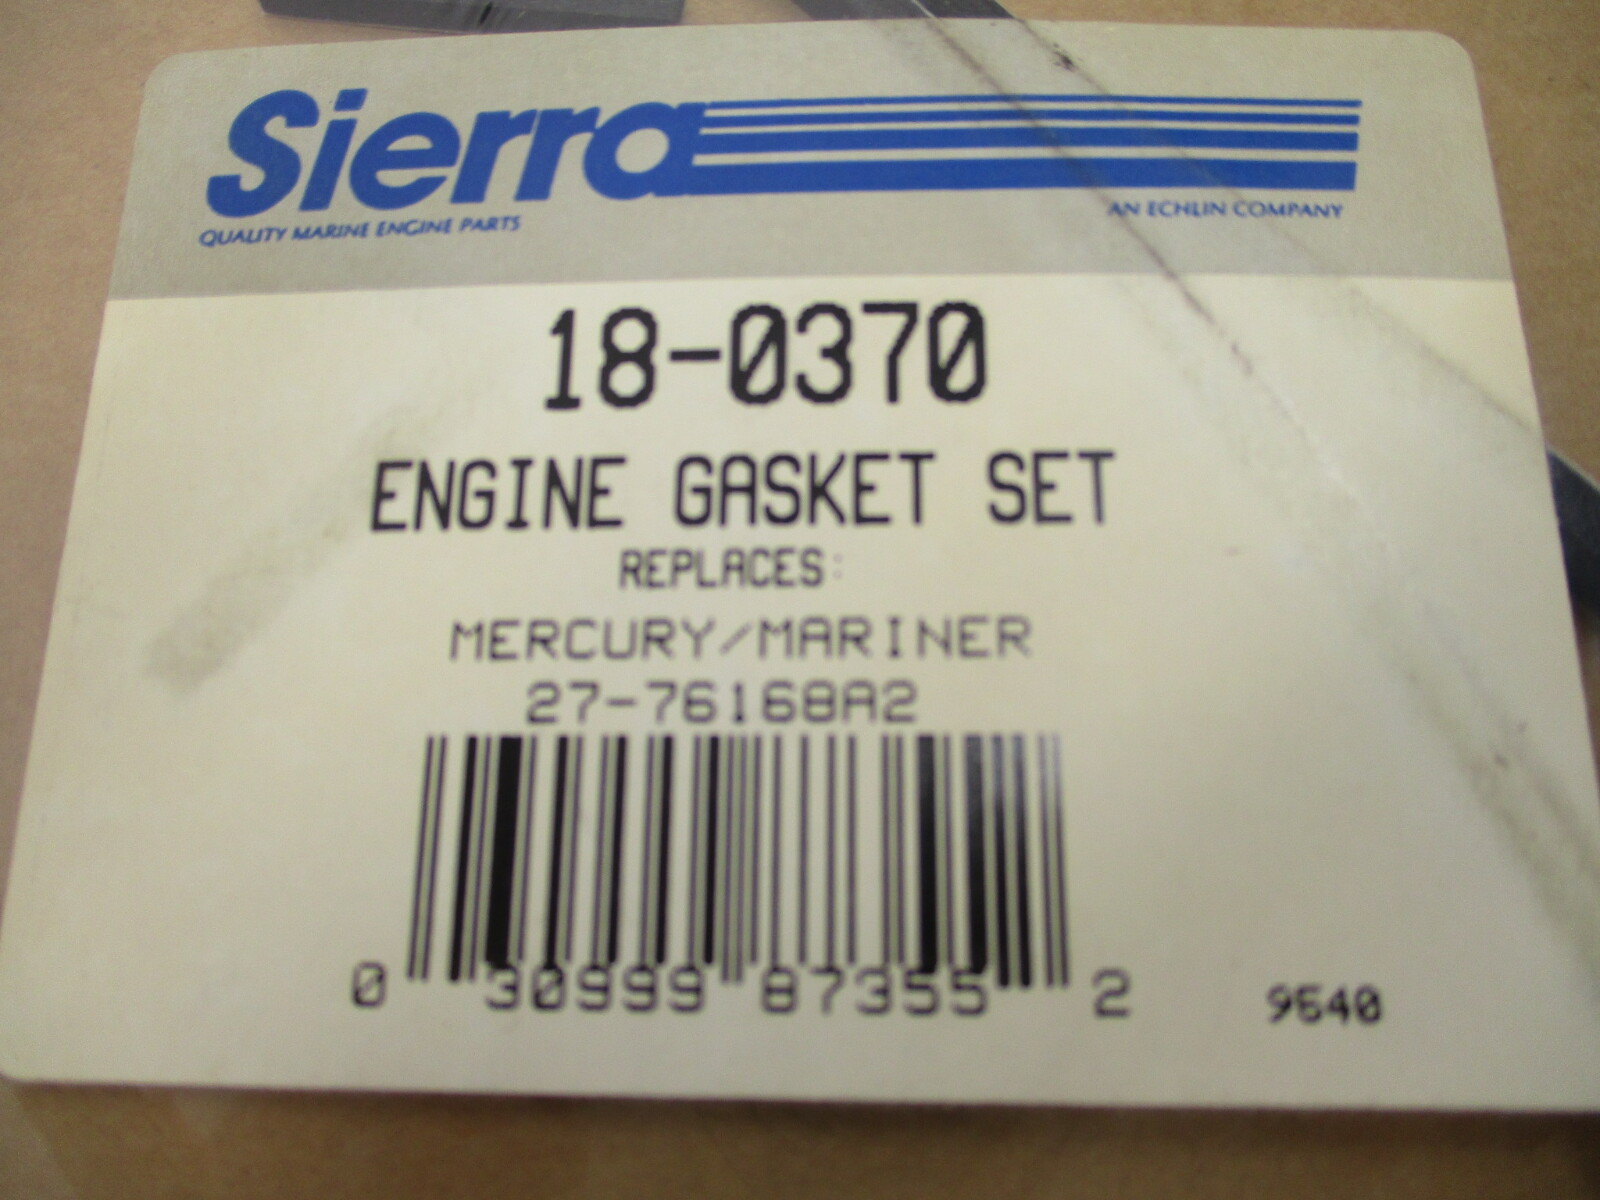 Sierra
QUALITY MARINE ENGINE PARTS
AN ECHLIN COMPANY
18-0370
ENGINE GASKET SET
REPLACES:
MERCURY/MARINER
27-76168A2
0 30999 87355 2
9640